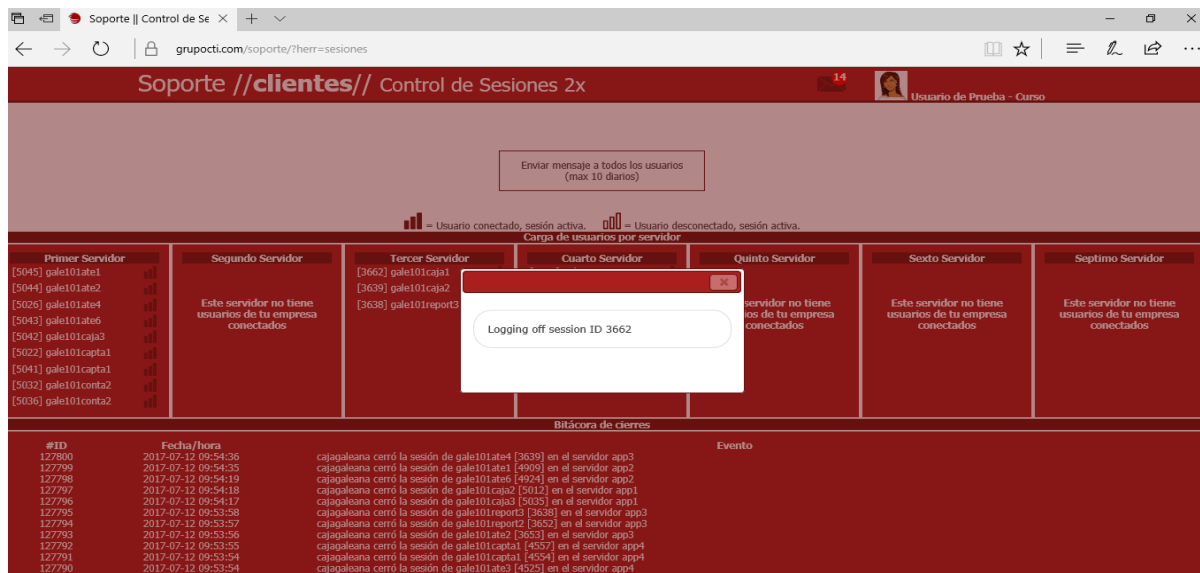 Soporte || Control de Se
grupocti.com/soporte/?herr=sesiones
Soporte //clientes// Control de Sesiones 2x
14
Usuario de Prueba - Curso
Enviar mensaje a todos los usuarios
(max 10 diarios)
= Usuario conectado, sesión activa. = Usuario desconectado, sesión activa.
Carga de usuarios por servidor
Primer Servidor
[5045] gale101ate1
[5044] gale101ate2
[5026] gale101ate4
[5043] gale101ate6
[5042] gale101caja3
[5022] gale101capta1
[5041] gale101capta1
[5032] gale101conta2
[5036] gale101conta2
Segundo Servidor
Este servidor no tiene
usuarios de tu empresa
conectados
Tercer Servidor
[3662] gale101caja1
[3639] gale101caja2
[3638] gale101report3
Cuarto Servidor
Quinto Servidor
servidor no tiene
ios de tu empresa
conectados
Sexto Servidor
Este servidor no tiene
usuarios de tu empresa
conectados
Septimo Servidor
Este servidor no tiene
usuarios de tu empresa
conectados
Logging off session ID 3662
Bitácora de cierres
#ID Fecha/hora Evento
127800 2017-07-12 09:54:36 cajagaleana cerró la sesión de gale101ate4 [3639] en el servidor app3
127799 2017-07-12 09:54:35 cajagaleana cerró la sesión de gale101ate1 [4909] en el servidor app2
127798 2017-07-12 09:54:19 cajagaleana cerró la sesión de gale101ate6 [4924] en el servidor app2
127797 2017-07-12 09:54:18 cajagaleana cerró la sesión de gale101caja2 [5012] en el servidor app1
127796 2017-07-12 09:54:17 cajagaleana cerró la sesión de gale101caja3 [5035] en el servidor app1
127795 2017-07-12 09:53:58 cajagaleana cerró la sesión de gale101report3 [3638] en el servidor app3
127794 2017-07-12 09:53:57 cajagaleana cerró la sesión de gale101report2 [3652] en el servidor app3
127793 2017-07-12 09:53:56 cajagaleana cerró la sesión de gale101ate2 [3653] en el servidor app3
127792 2017-07-12 09:53:55 cajagaleana cerró la sesión de gale101capta1 [4557] en el servidor app4
127791 2017-07-12 09:53:54 cajagaleana cerró la sesión de gale101capta1 [4554] en el servidor app4
127790 2017-07-12 09:53:54 cajagaleana cerró la sesión de gale101ate3 [4525] en el servidor app4